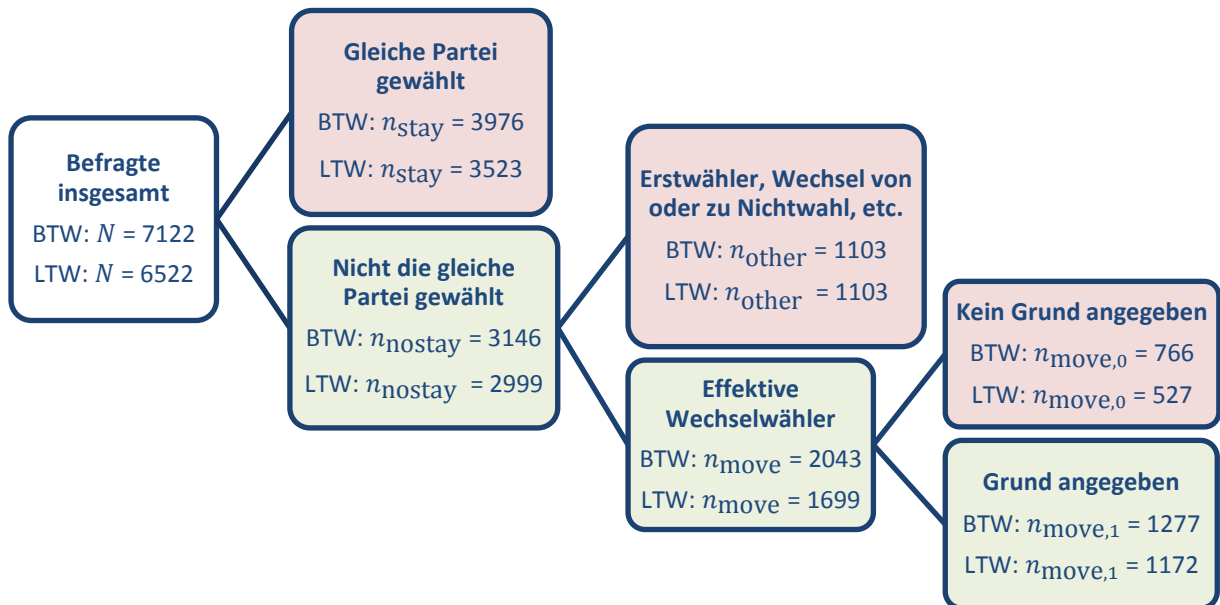 Befragte
insgesamt
BTW: N = 7122
LTW: N = 6522
Gleiche Partei
gewählt
BTW: nstay = 3976
LTW: nstay = 3523
Nicht die gleiche
Partei gewählt
BTW: nnostay = 3146
LTW: nnostay = 2999
Erstwähler, Wechsel von
oder zu Nichtwahl, etc.
BTW: nother = 1103
LTW: nother = 1103
Effektive
Wechselwähler
BTW: nmove = 2043
LTW: nmove = 1699
Kein Grund angegeben
BTW: nmove,0 = 766
LTW: nmove,0 = 527
Grund angegeben
BTW: nmove,1 = 1277
LTW: nmove,1 = 1172